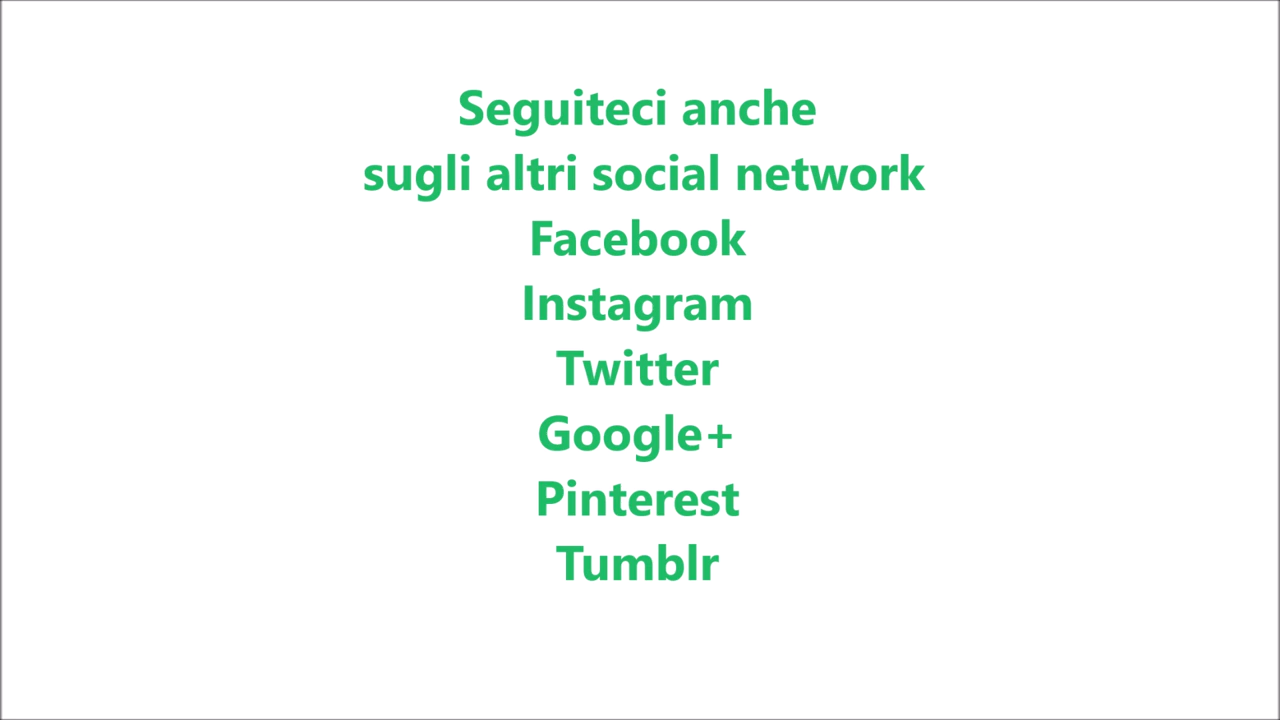 Seguiteci anche
sugli altri social network
Facebook
Instagram
Twitter
Google+
Pinterest
Tumblr